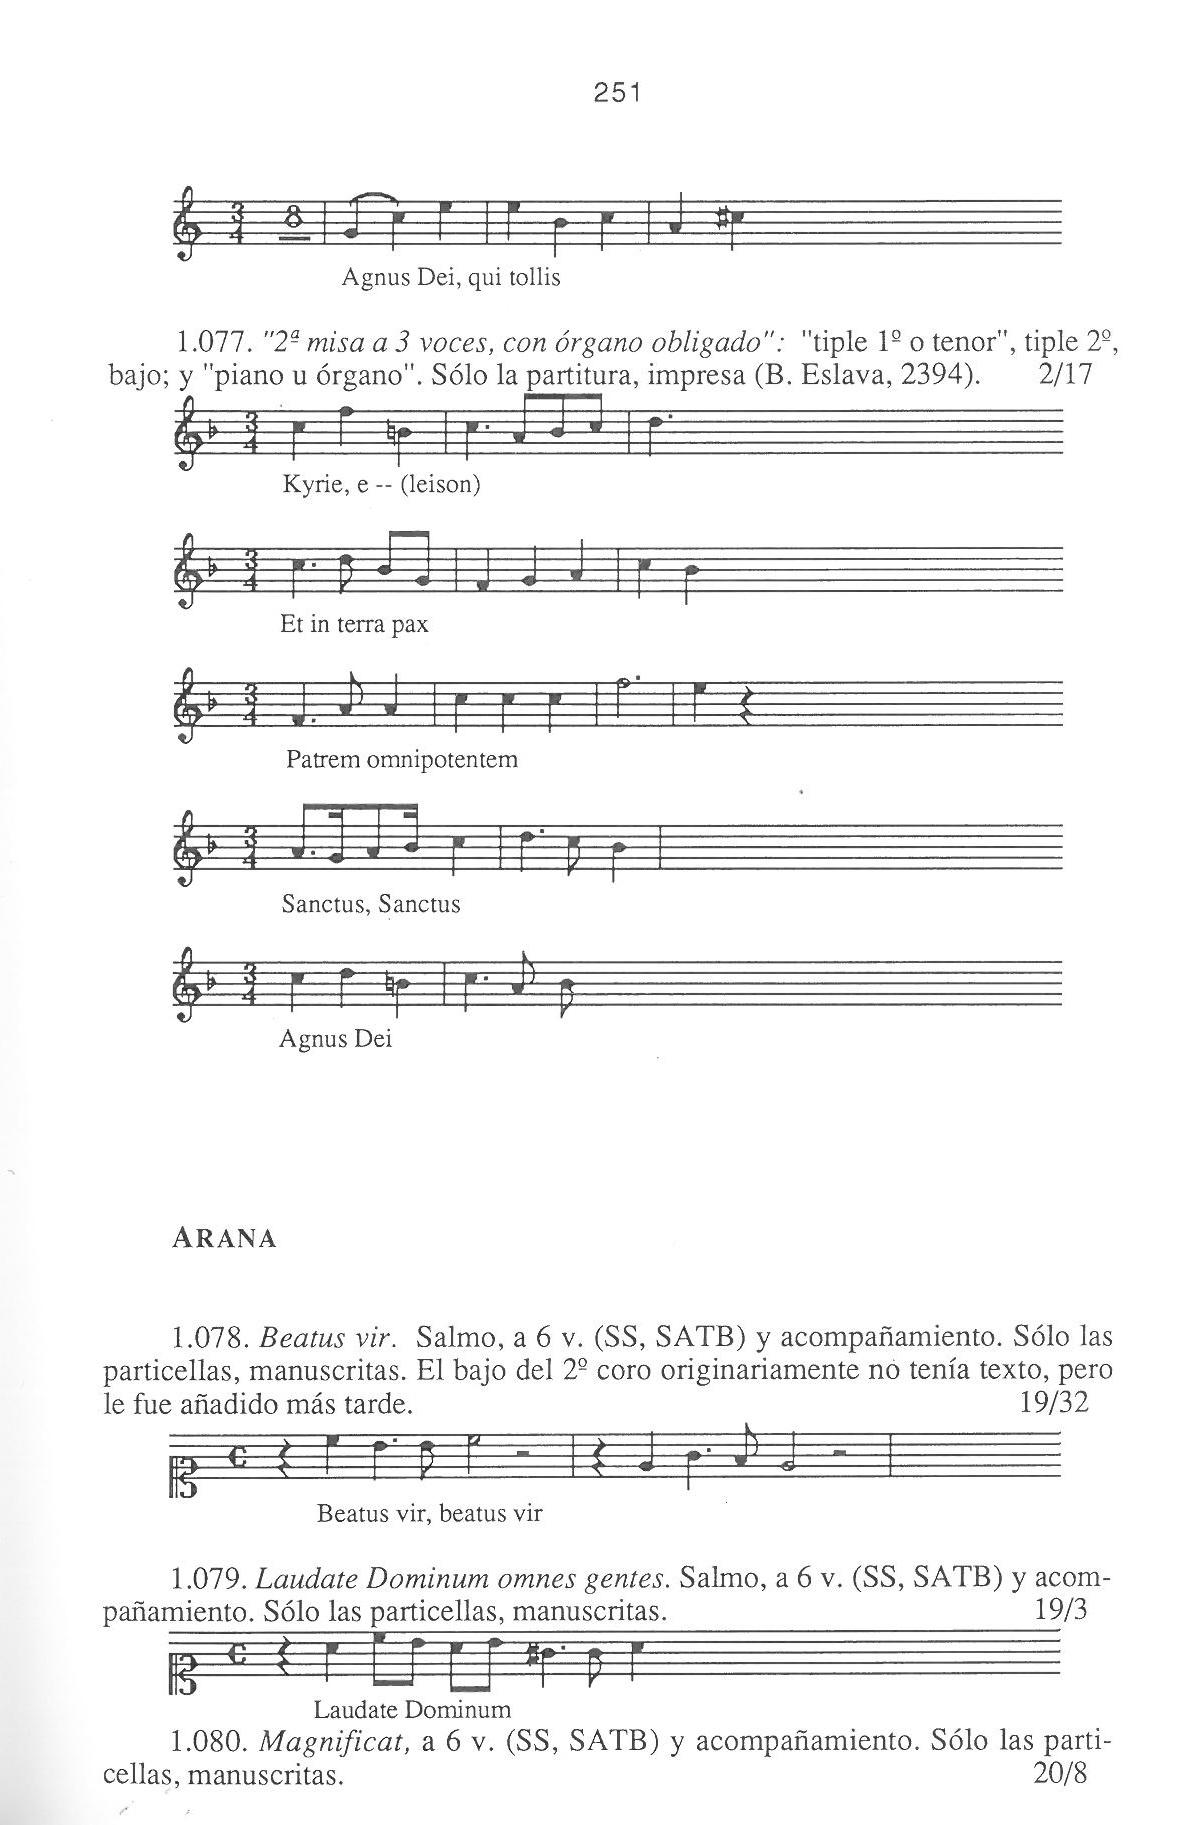 251
8
Agnus Dei, qui tollis
1.077. "2ª misa a 3 voces, con órgano obligado": "tiple 1º o tenor", tiple 2º,
bajo; y "piano u órgano". Sólo la partitura, impresa (B. Eslava, 2394). 2/17
Kyrie, e -- (leison)
Et in terra pax
Patrem omnipotentem
Sanctus, Sanctus
Agnus Dei
ARANA
1.078. Beatus vir. Salmo, a 6 v. (SS, SATB) y acompañamiento. Sólo las
particellas, manuscritas. El bajo del 2º coro originariamente no tenía texto, pero
le fue añadido más tarde. 19/32
Beatus vir, beatus vir
1.079. Laudate Dominum omnes gentes. Salmo, a 6 v. (SS, SATB) y acom-
pañamiento. Sólo las particellas, manuscritas. 19/3
Laudate Dominum
1.080. Magnificat, a 6 v. (SS, SATB) y acompañamiento. Sólo las parti-
cellas, manuscritas. 20/8